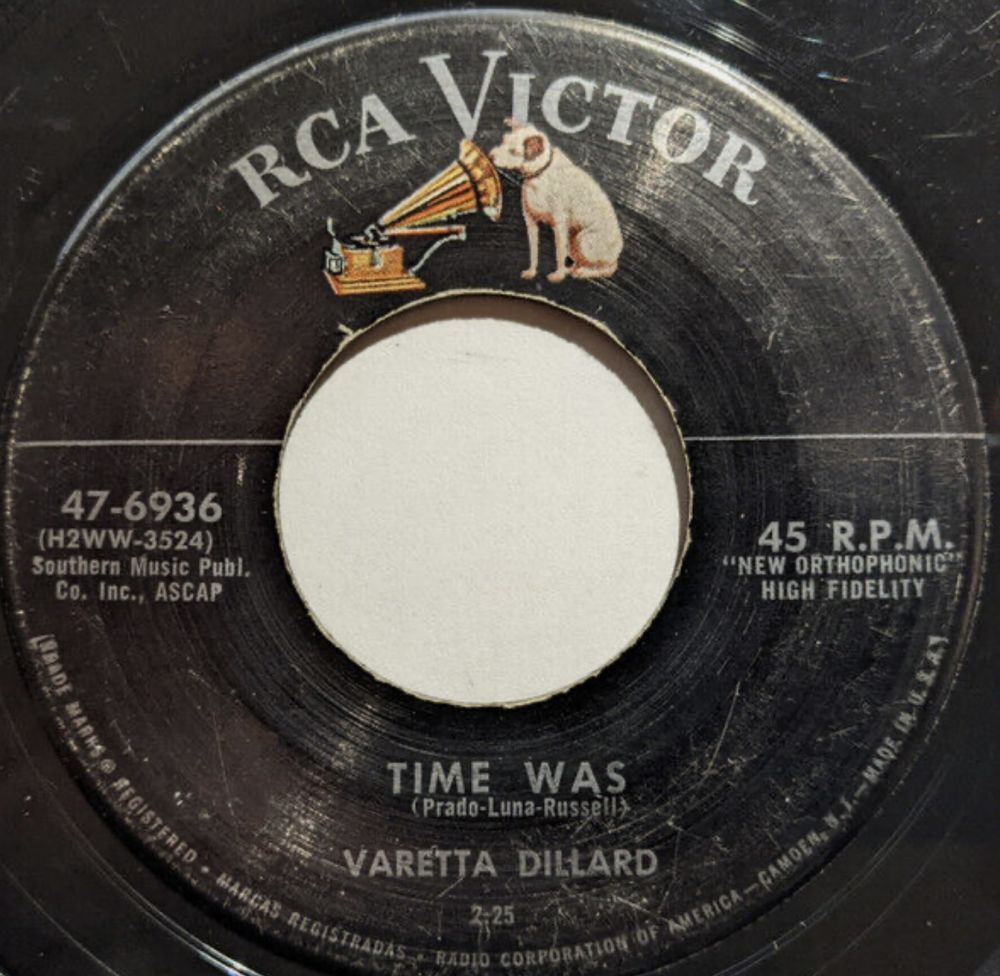 RCA VICTOR
47-6936
(H2WW-3524)
Southern Music Publ.
Co. Inc., ASCAP
45 R.P.M.
"NEW ORTHOPHONIC"
HIGH FIDELITY
TIME WAS
(Prado-Luna-Russell)
VARETTA DILLARD
2-25
(TRADE MARKS ® REGISTERED • MARCAS REGISTRADAS • RADIO CORPORATION OF AMERICA—CAMDEN, N. J.—MADE IN U. S. A.)